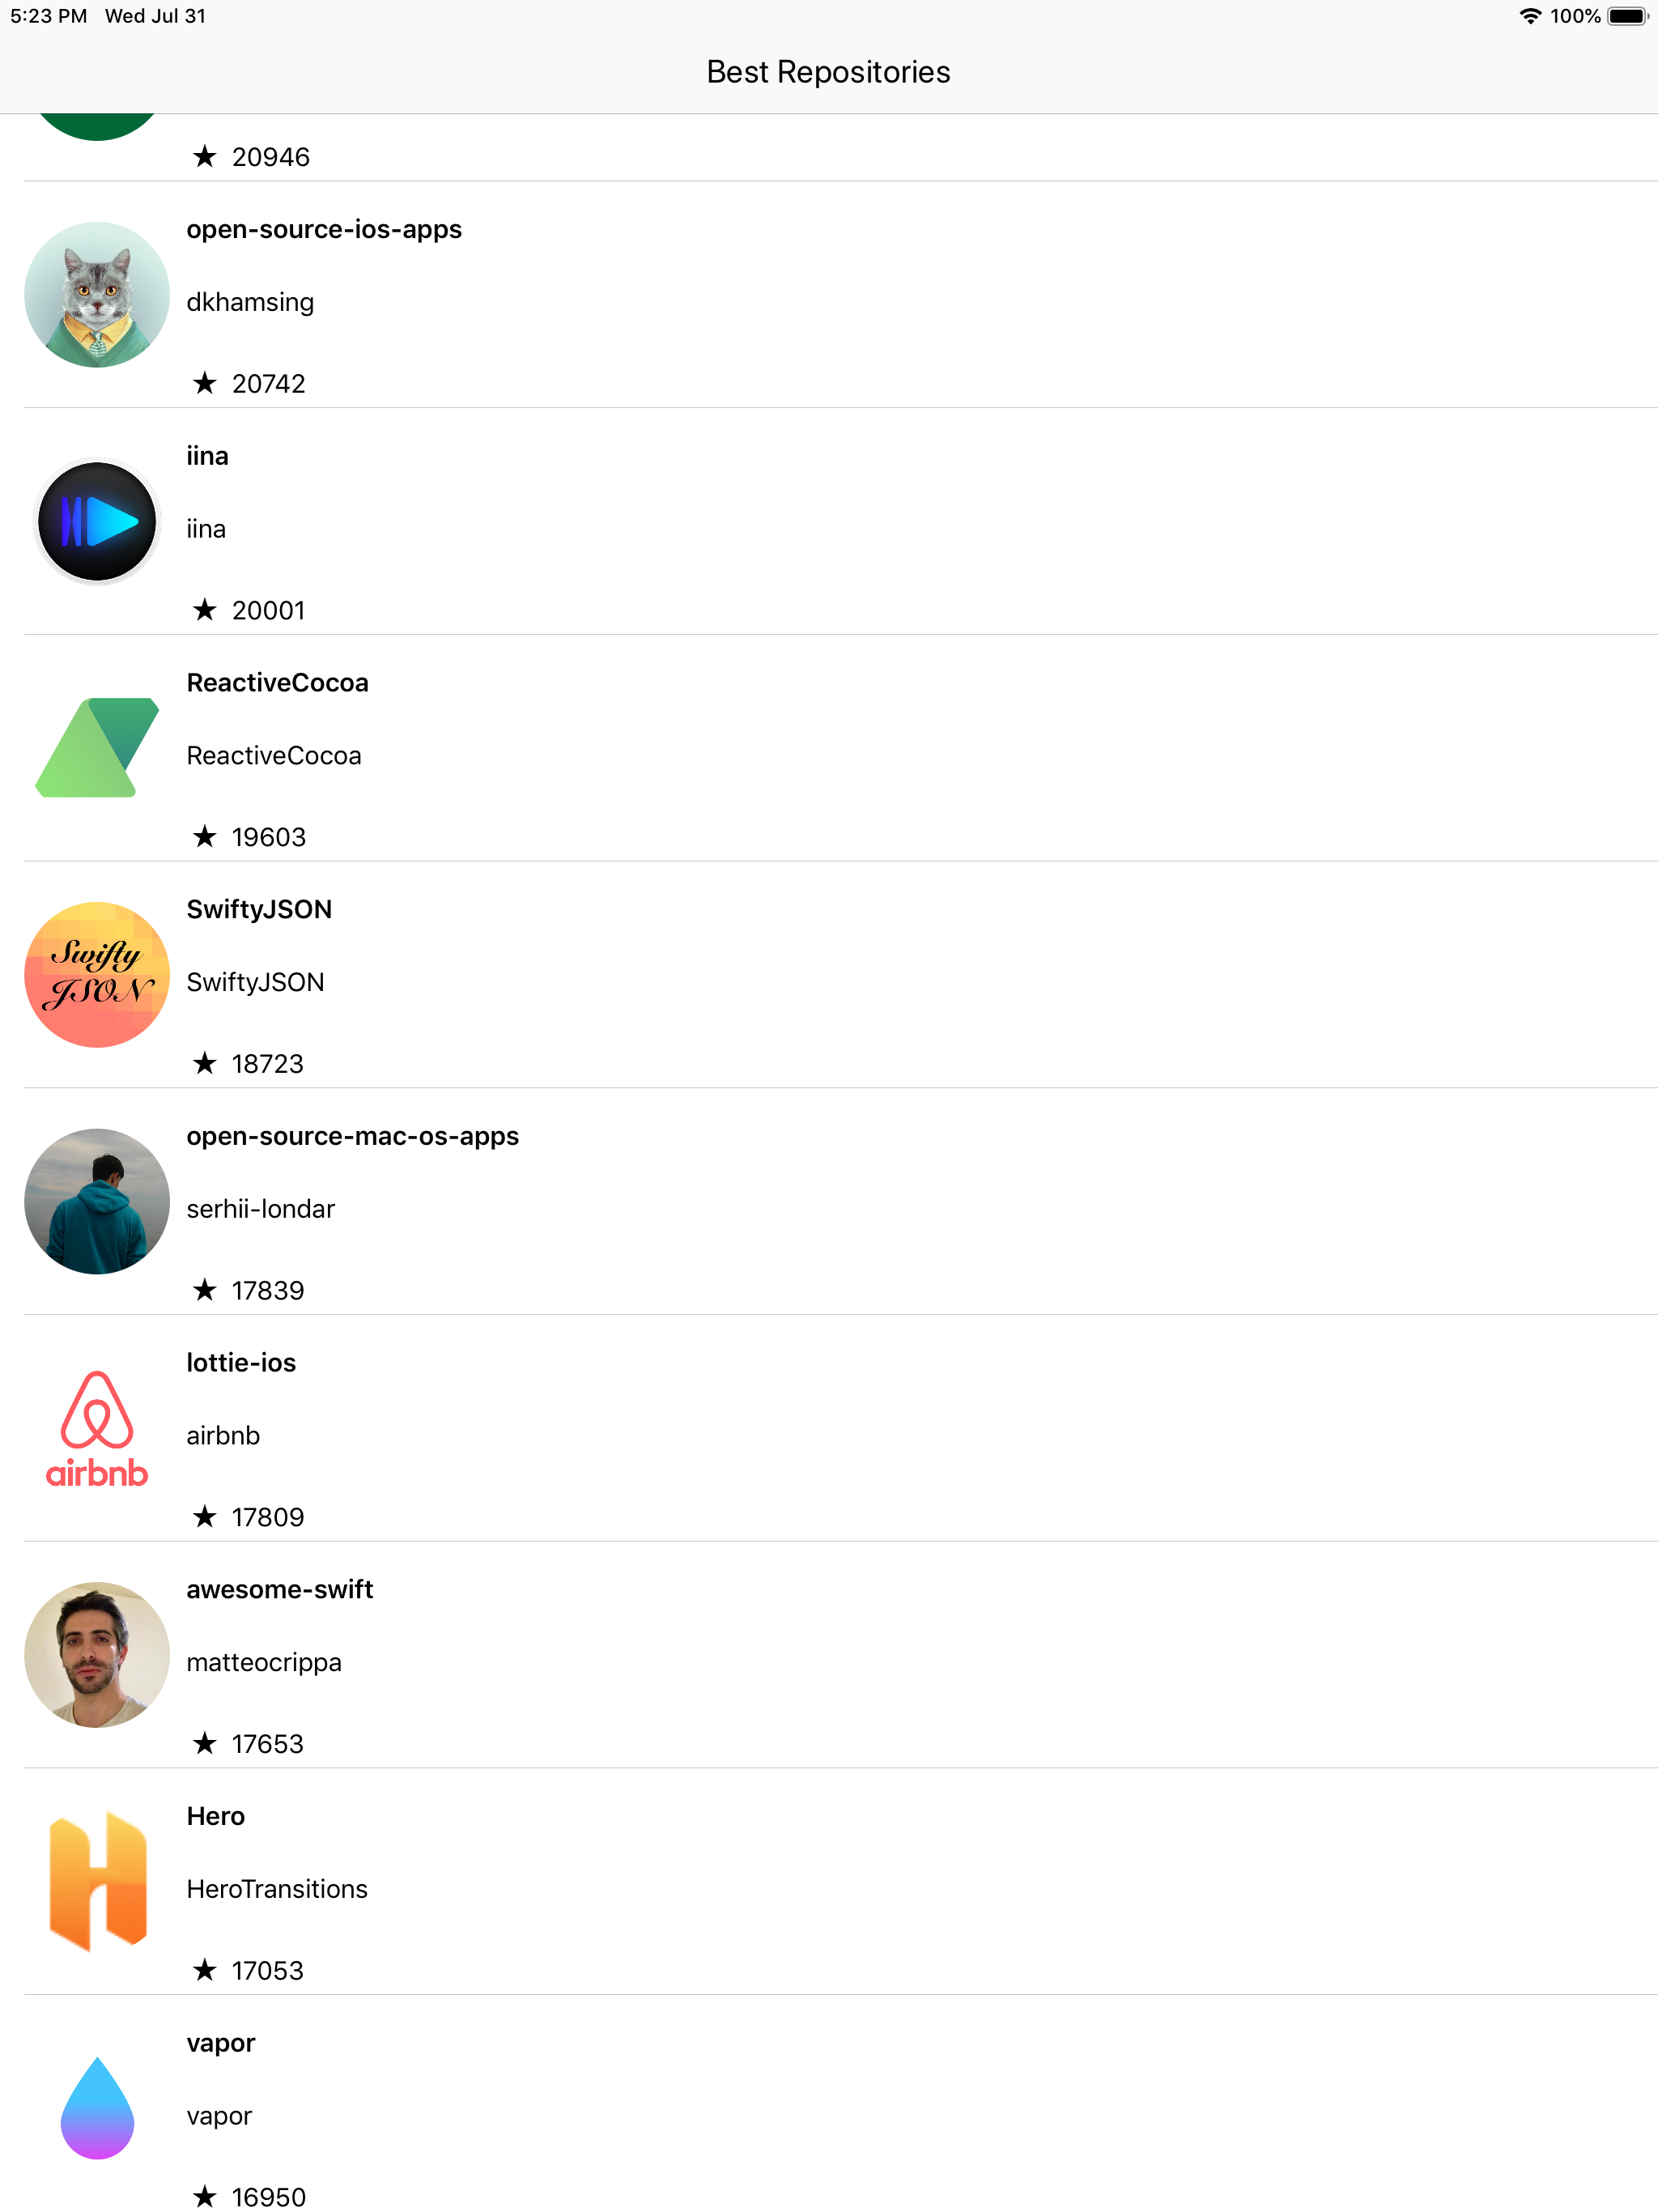 5:23 PM Wed Jul 31 100%
Best Repositories
★ 20946
open-source-ios-apps
dkhamsing
★ 20742
iina
iina
★ 20001
ReactiveCocoa
ReactiveCocoa
★ 19603
Swifty
JSON
SwiftyJSON
SwiftyJSON
★ 18723
open-source-mac-os-apps
serhii-londar
★ 17839
lottie-ios
airbnb
airbnb
★ 17809
awesome-swift
matteocrippa
★ 17653
Hero
HeroTransitions
★ 17053
vapor
vapor
★ 16950